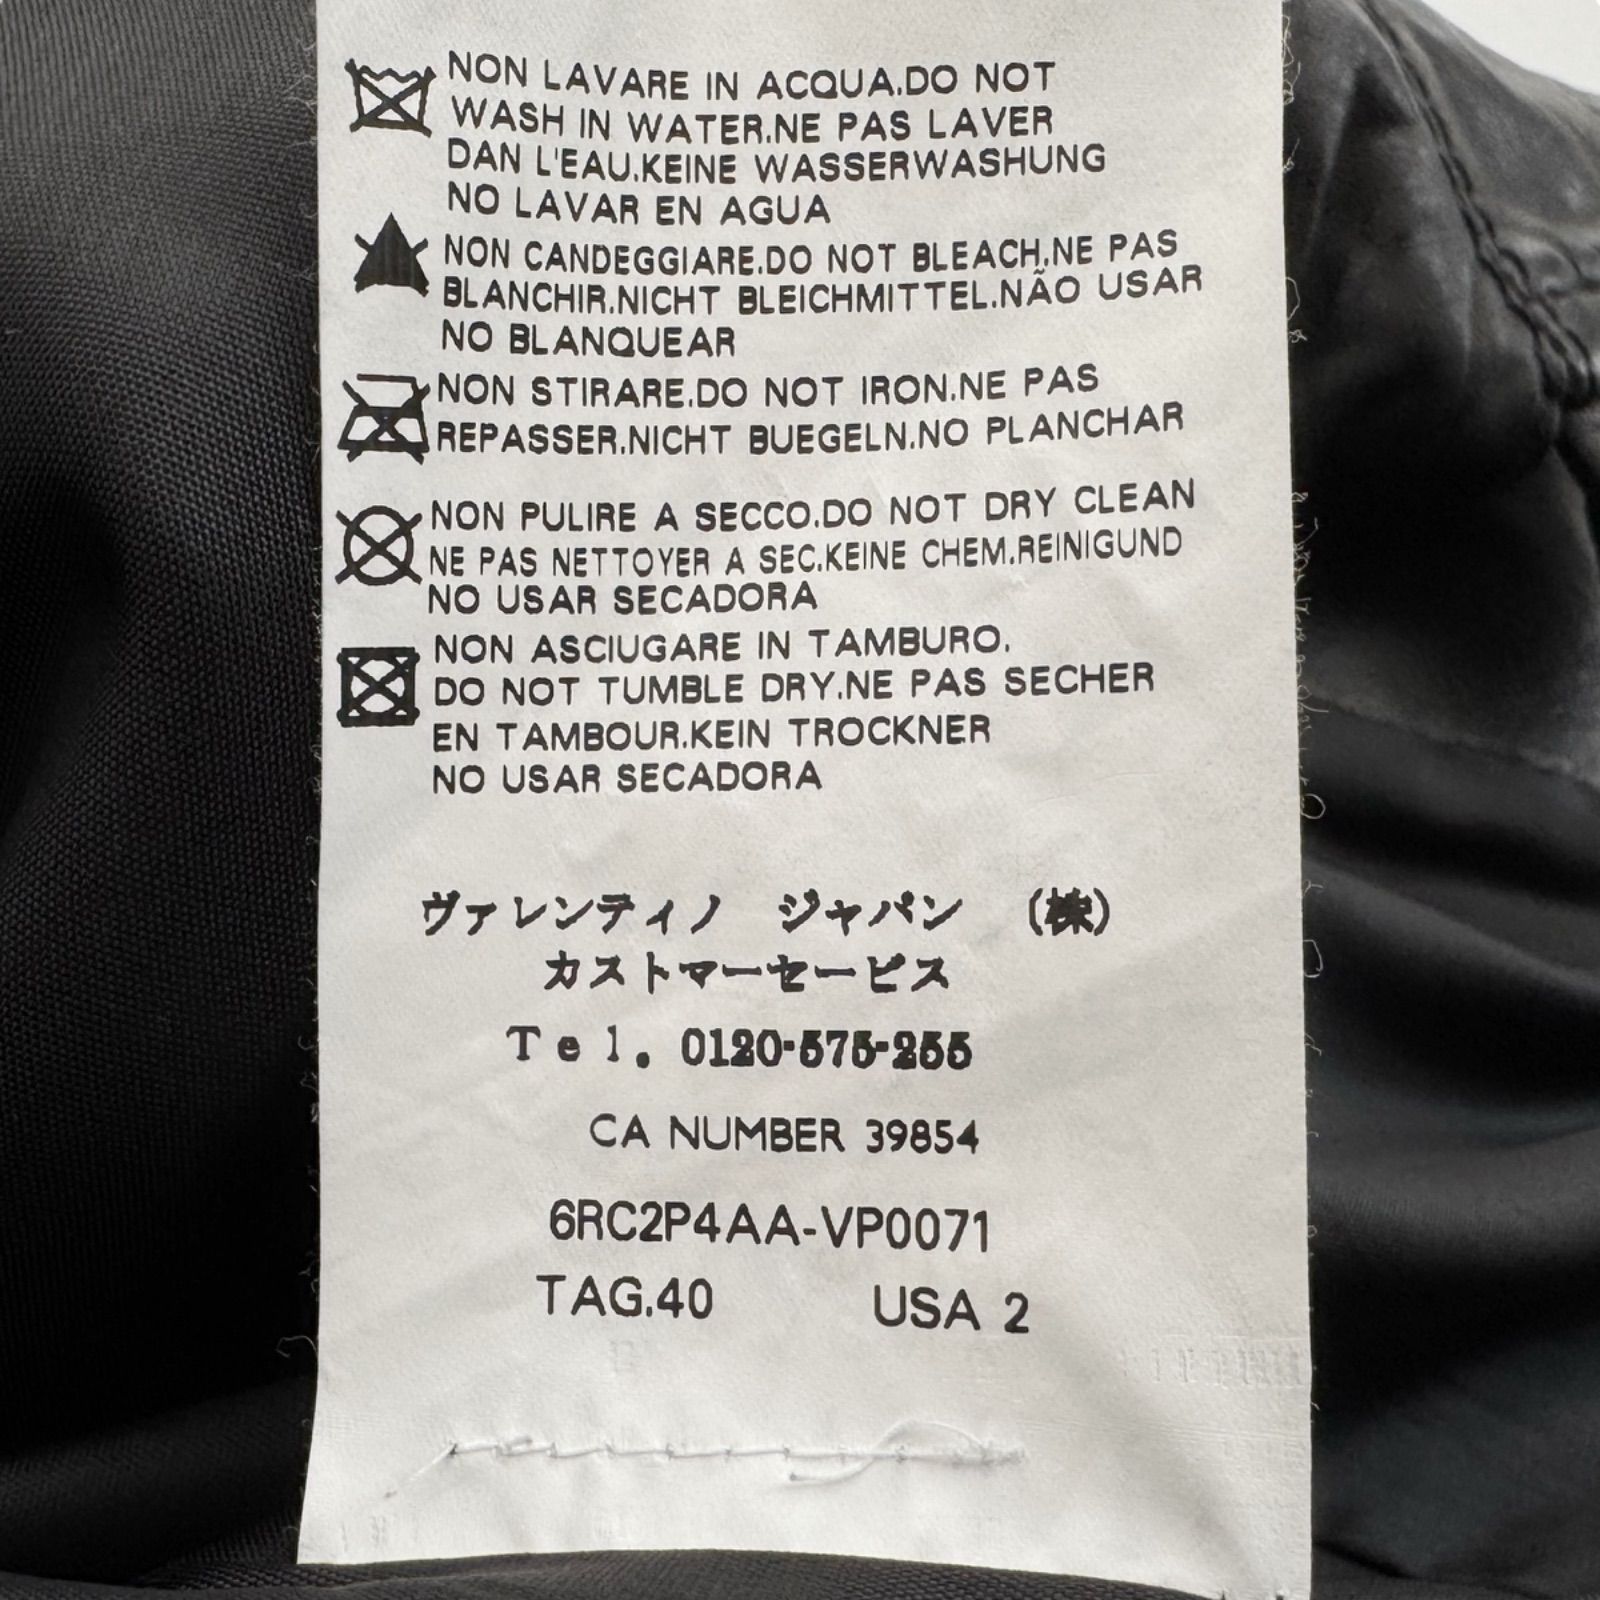 NON LAVARE IN ACQUA.DO NOT
WASH IN WATER.NE PAS LAVER
DAN L'EAU.KEINE WASSERWASHUNG
NO LAVAR EN AGUA
NON CANDEGGIARE.DO NOT BLEACH.NE PAS
BLANCHIR.NICHT BLEICHMITTEL.NÃO USAR
NO BLANQUEAR
NON STIRARE.DO NOT IRON.NE PAS
REPASSER.NICHT BUEGELN.NO PLANCHAR
NON PULIRE A SECCO.DO NOT DRY CLEAN
NE PAS NETTOYER A SEC.KEINE CHEM.REINIGUND
NO USAR SECADORA
NON ASCIUGARE IN TAMBURO.
DO NOT TUMBLE DRY.NE PAS SECHER
EN TAMBOUR.KEIN TROCKNER
NO USAR SECADORA
ヴァレンティノ ジャパン (株)
カストマーセービス
Tel. 0120-575-255
CA NUMBER 39854
6RC2P4AA-VP0071
TAG.40 USA 2